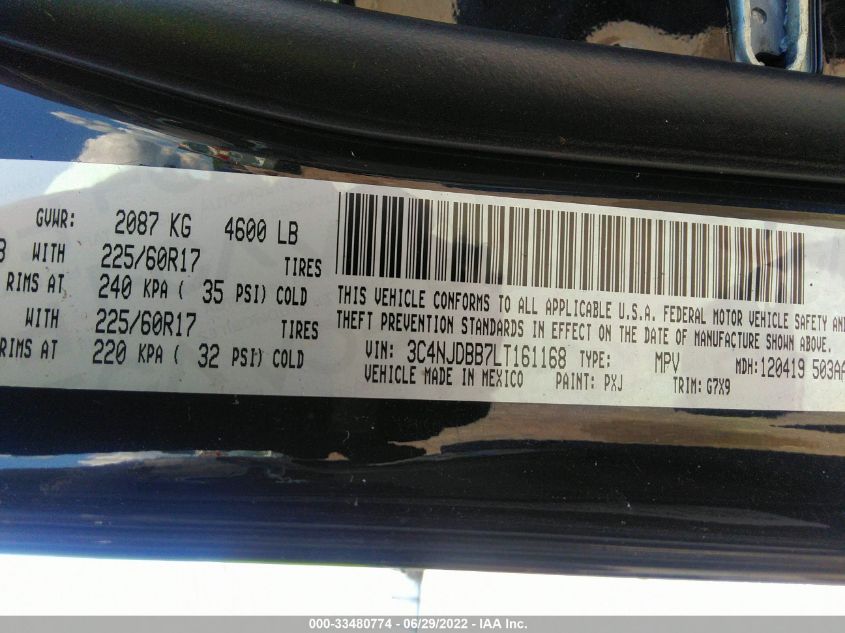 GVWR: 2087 KG 4600 LB
WITH 225/60R17 TIRES
RIMS AT 240 KPA ( 35 PSI) COLD
WITH 225/60R17 TIRES
RIMS AT 220 KPA ( 32 PSI) COLD
THIS VEHICLE CONFORMS TO ALL APPLICABLE U.S.A. FEDERAL MOTOR VEHICLE SAFETY AND
THEFT PREVENTION STANDARDS IN EFFECT ON THE DATE OF MANUFACTURE SHOWN ABOVE.
VIN: 3C4NJDBB7LT161168 TYPE: MPV MDH:120419 503AA
VEHICLE MADE IN MEXICO PAINT: PXJ TRIM: G7X9
000-33480774 - 06/29/2022 - IAA Inc.